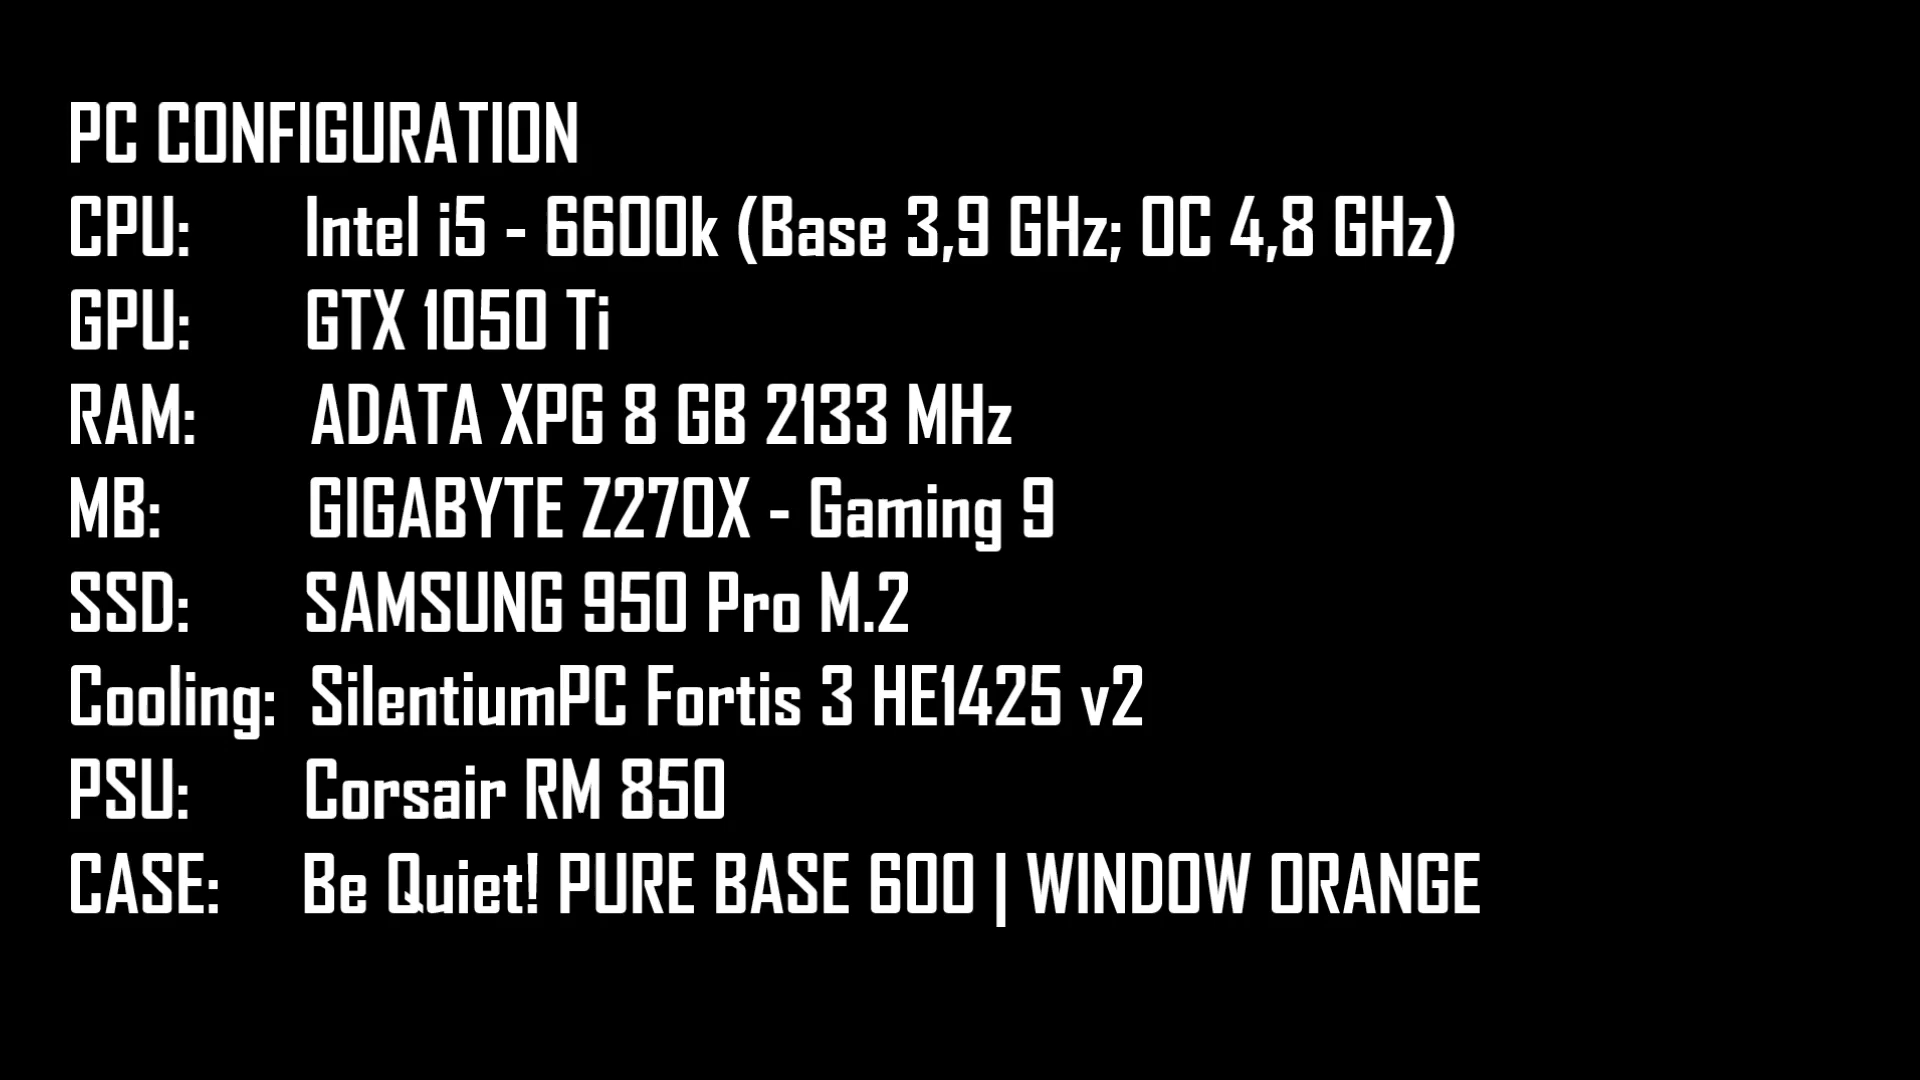 PC CONFIGURATION
CPU: Intel i5 - 6600k (Base 3,9 GHz; OC 4,8 GHz)
GPU: GTX 1050 Ti
RAM: ADATA XPG 8 GB 2133 MHz
MB: GIGABYTE Z270X - Gaming 9
SSD: SAMSUNG 950 Pro M.2
Cooling: SilentiumPC Fortis 3 HE1425 v2
PSU: Corsair RM 850
CASE: Be Quiet! PURE BASE 600 | WINDOW ORANGE